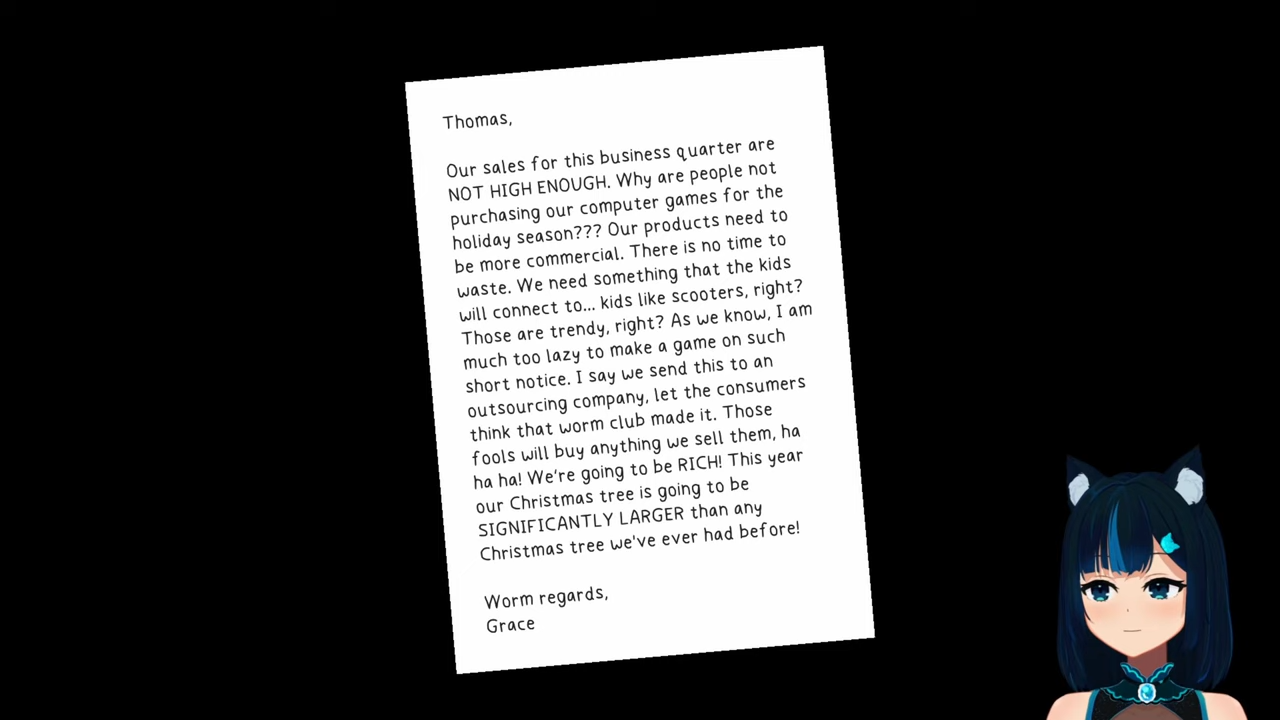 Thomas,
Our sales for this business quarter are
NOT HIGH ENOUGH. Why are people not
purchasing our computer games for the
holiday season??? Our products need to
be more commercial. There is no time to
waste. We need something that the kids
will connect to... kids like scooters, right?
Those are trendy, right? As we know, I am
much too lazy to make a game on such
short notice. I say we send this to an
outsourcing company, let the consumers
think that worm club made it. Those
fools will buy anything we sell them, ha
ha ha! We're going to be RICH! This year
our Christmas tree is going to be
SIGNIFICANTLY LARGER than any
Christmas tree we've ever had before!
Worm regards,
Grace